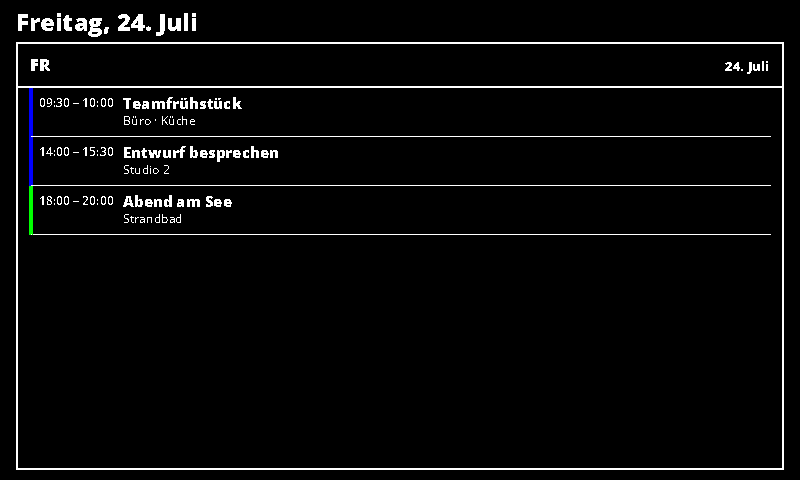 Freitag, 24. Juli
FR 24. Juli
09:30 – 10:00 Teamfrühstück
Büro · Küche
14:00 – 15:30 Entwurf besprechen
Studio 2
18:00 – 20:00 Abend am See
Strandbad